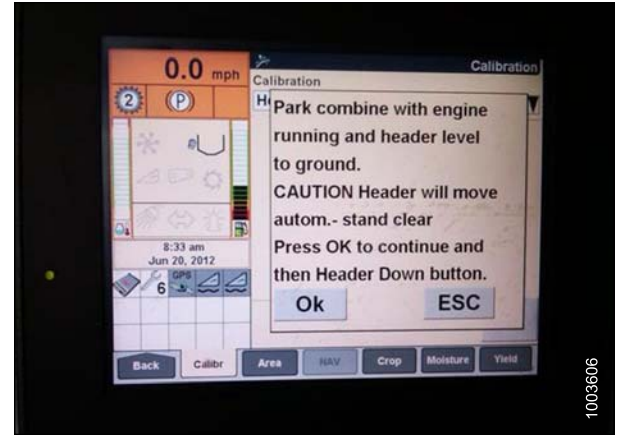 0.0 mph
Calibration
2 (P)
Calibration
He
Park combine with engine
running and header level
to ground.
CAUTION Header will move
autom.- stand clear
Press OK to continue and
then Header Down button.
Ok ESC
8:33 am
Jun 20, 2012
6 GPS
Back Calibr Area NAV Crop Moisture Yield
1003606